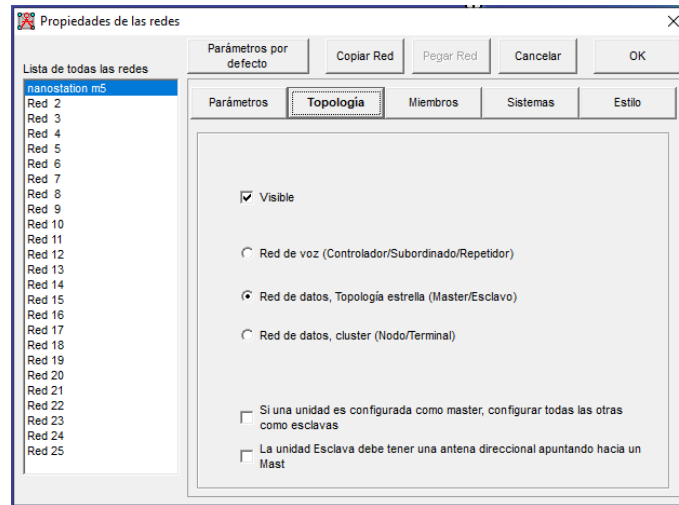 Propiedades de las redes
Lista de todas las redes
nanostation m5
Red 2
Red 3
Red 4
Red 5
Red 6
Red 7
Red 8
Red 9
Red 10
Red 11
Red 12
Red 13
Red 14
Red 15
Red 16
Red 17
Red 18
Red 19
Red 20
Red 21
Red 22
Red 23
Red 24
Red 25
Parámetros por
defecto
Copiar Red
Pegar Red
Cancelar
OK
Parámetros
Topología
Miembros
Sistemas
Estilo
Visible
Red de voz (Controlador/Subordinado/Repetidor)
Red de datos, Topología estrella (Master/Esclavo)
Red de datos, cluster (Nodo/Terminal)
Si una unidad es configurada como master, configurar todas las otras
como esclavas
La unidad Esclava debe tener una antena direccional apuntando hacia un
Mast